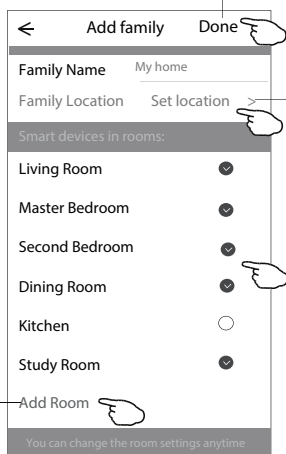 ← Add family Done
Family Name My home
Family Location Set location >
Smart devices in rooms:
Living Room
Master Bedroom
Second Bedroom
Dining Room
Kitchen
Study Room
Add Room
You can change the room settings anytime